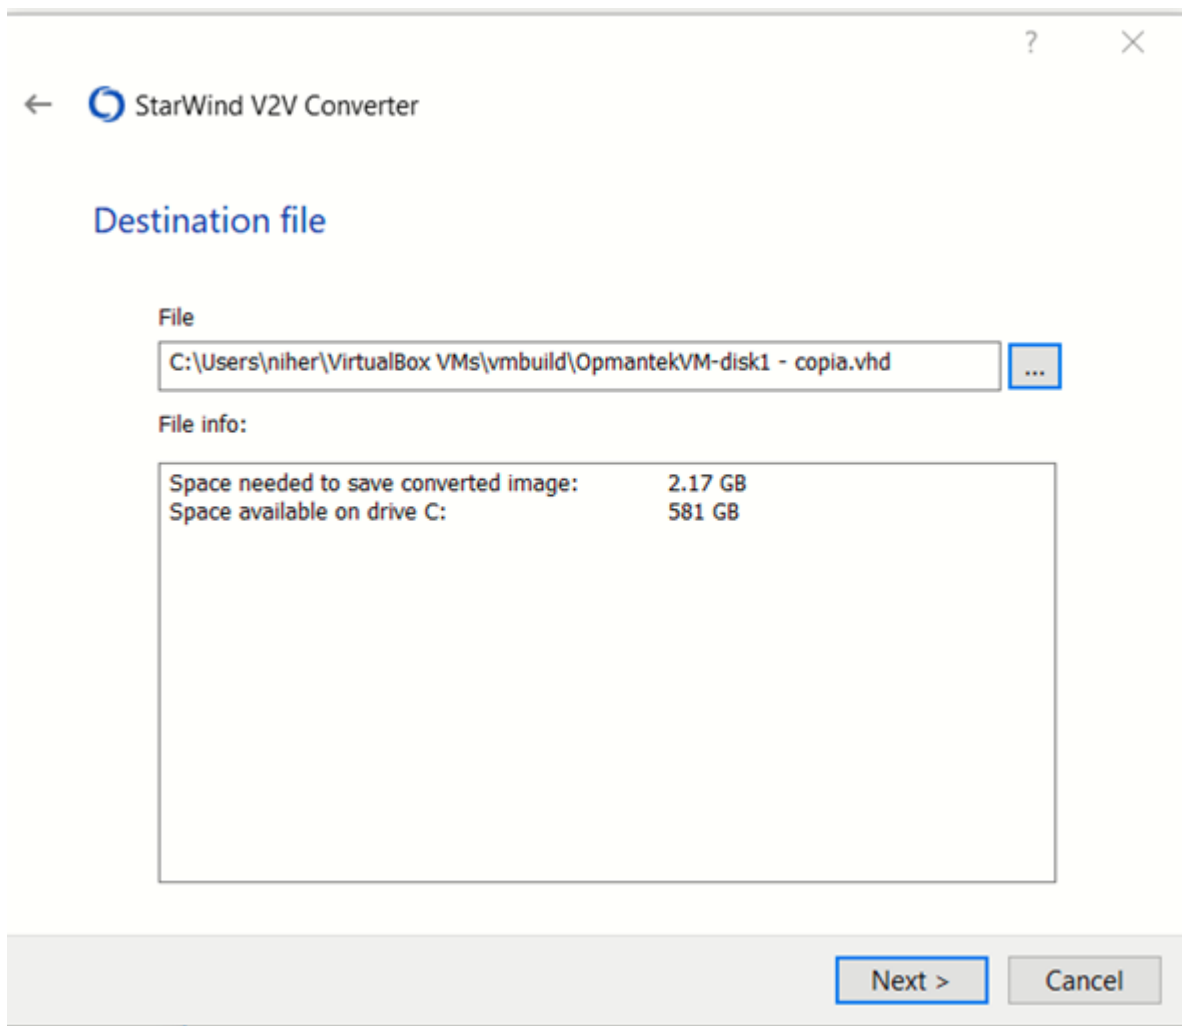 ?
StarWind V2V Converter
Destination file
File
C:\Users\niher\VirtualBox VMs\vmbuild\OpmantekVM-disk1 - copia.vhd
...
File info:
Space needed to save converted image: 2.17 GB
Space available on drive C: 581 GB
Next >
Cancel